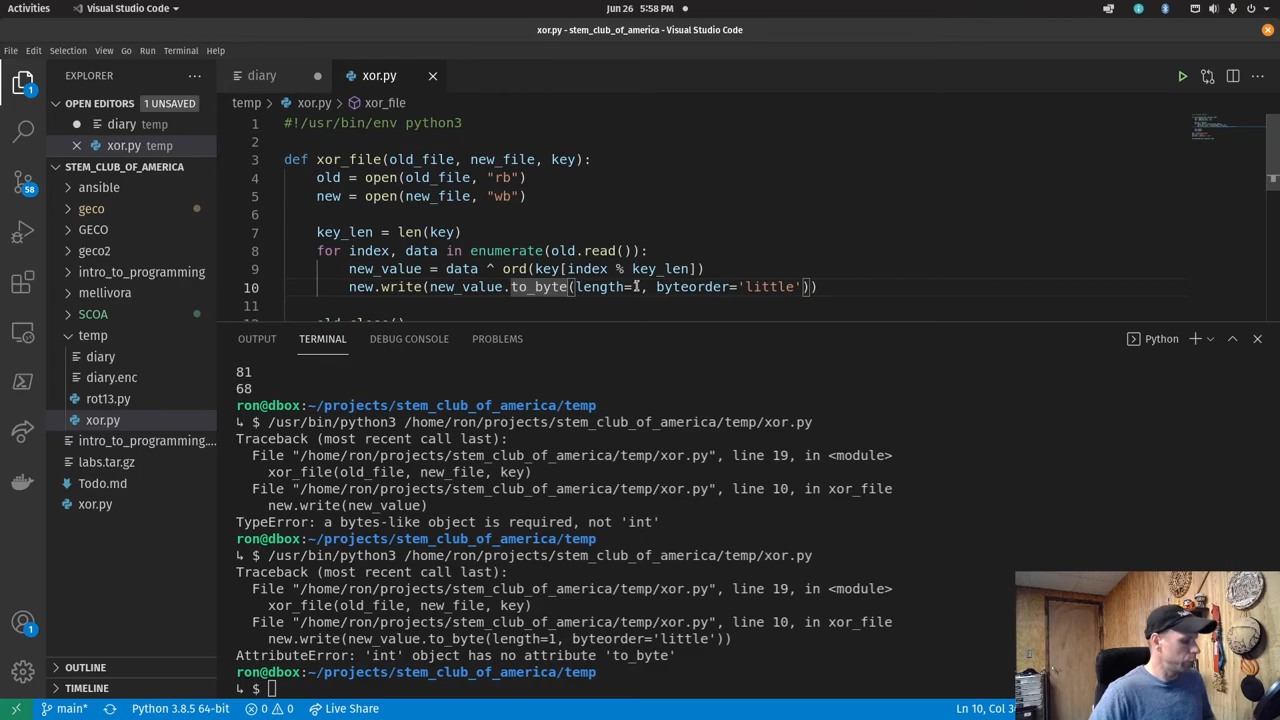 Activities
Visual Studio Code
Jun 26 5:58 PM
xor.py - stem_club_of_america - Visual Studio Code
File Edit Selection View Go Run Terminal Help
EXPLORER
OPEN EDITORS 1 UNSAVED
diary temp
xor.py temp
STEM_CLUB_OF_AMERICA
ansible
geco
GECO
geco2
intro_to_programming
mellivora
SCOA
temp
diary
diary.enc
rot13.py
xor.py
intro_to_programming....
labs.tar.gz
Todo.md
xor.py
OUTLINE
TIMELINE
1
58
1
diary
xor.py
temp > xor.py > xor_file
1 #!/usr/bin/env python3
2
3 def xor_file(old_file, new_file, key):
4 old = open(old_file, "rb")
5 new = open(new_file, "wb")
6
7 key_len = len(key)
8 for index, data in enumerate(old.read()):
9 new_value = data ^ ord(key[index % key_len])
10 new.write(new_value.to_byte(length=1, byteorder='little'))
11
OUTPUT TERMINAL DEBUG CONSOLE PROBLEMS
Python
81
68
ron@dbox:~/projects/stem_club_of_america/temp
↳ $ /usr/bin/python3 /home/ron/projects/stem_club_of_america/temp/xor.py
Traceback (most recent call last):
File "/home/ron/projects/stem_club_of_america/temp/xor.py", line 19, in <module>
xor_file(old_file, new_file, key)
File "/home/ron/projects/stem_club_of_america/temp/xor.py", line 10, in xor_file
new.write(new_value)
TypeError: a bytes-like object is required, not 'int'
ron@dbox:~/projects/stem_club_of_america/temp
↳ $ /usr/bin/python3 /home/ron/projects/stem_club_of_america/temp/xor.py
Traceback (most recent call last):
File "/home/ron/projects/stem_club_of_america/temp/xor.py", line 19, in <module>
xor_file(old_file, new_file, key)
File "/home/ron/projects/stem_club_of_america/temp/xor.py", line 10, in xor_file
new.write(new_value.to_byte(length=1, byteorder='little'))
AttributeError: 'int' object has no attribute 'to_byte'
ron@dbox:~/projects/stem_club_of_america/temp
↳ $
main* Python 3.8.5 64-bit 0 0 Live Share Ln 10, Col